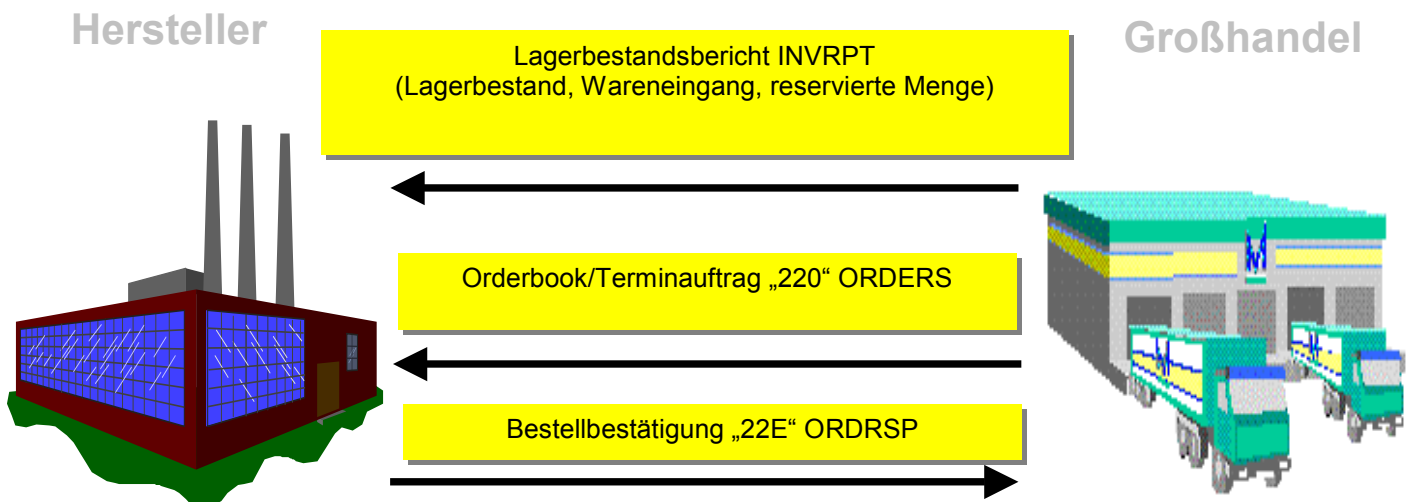 Hersteller
Großhandel
Lagerbestandsbericht INVRPT
(Lagerbestand, Wareneingang, reservierte Menge)
Orderbook/Terminauftrag „220“ ORDERS
Bestellbestätigung „22E“ ORDRSP